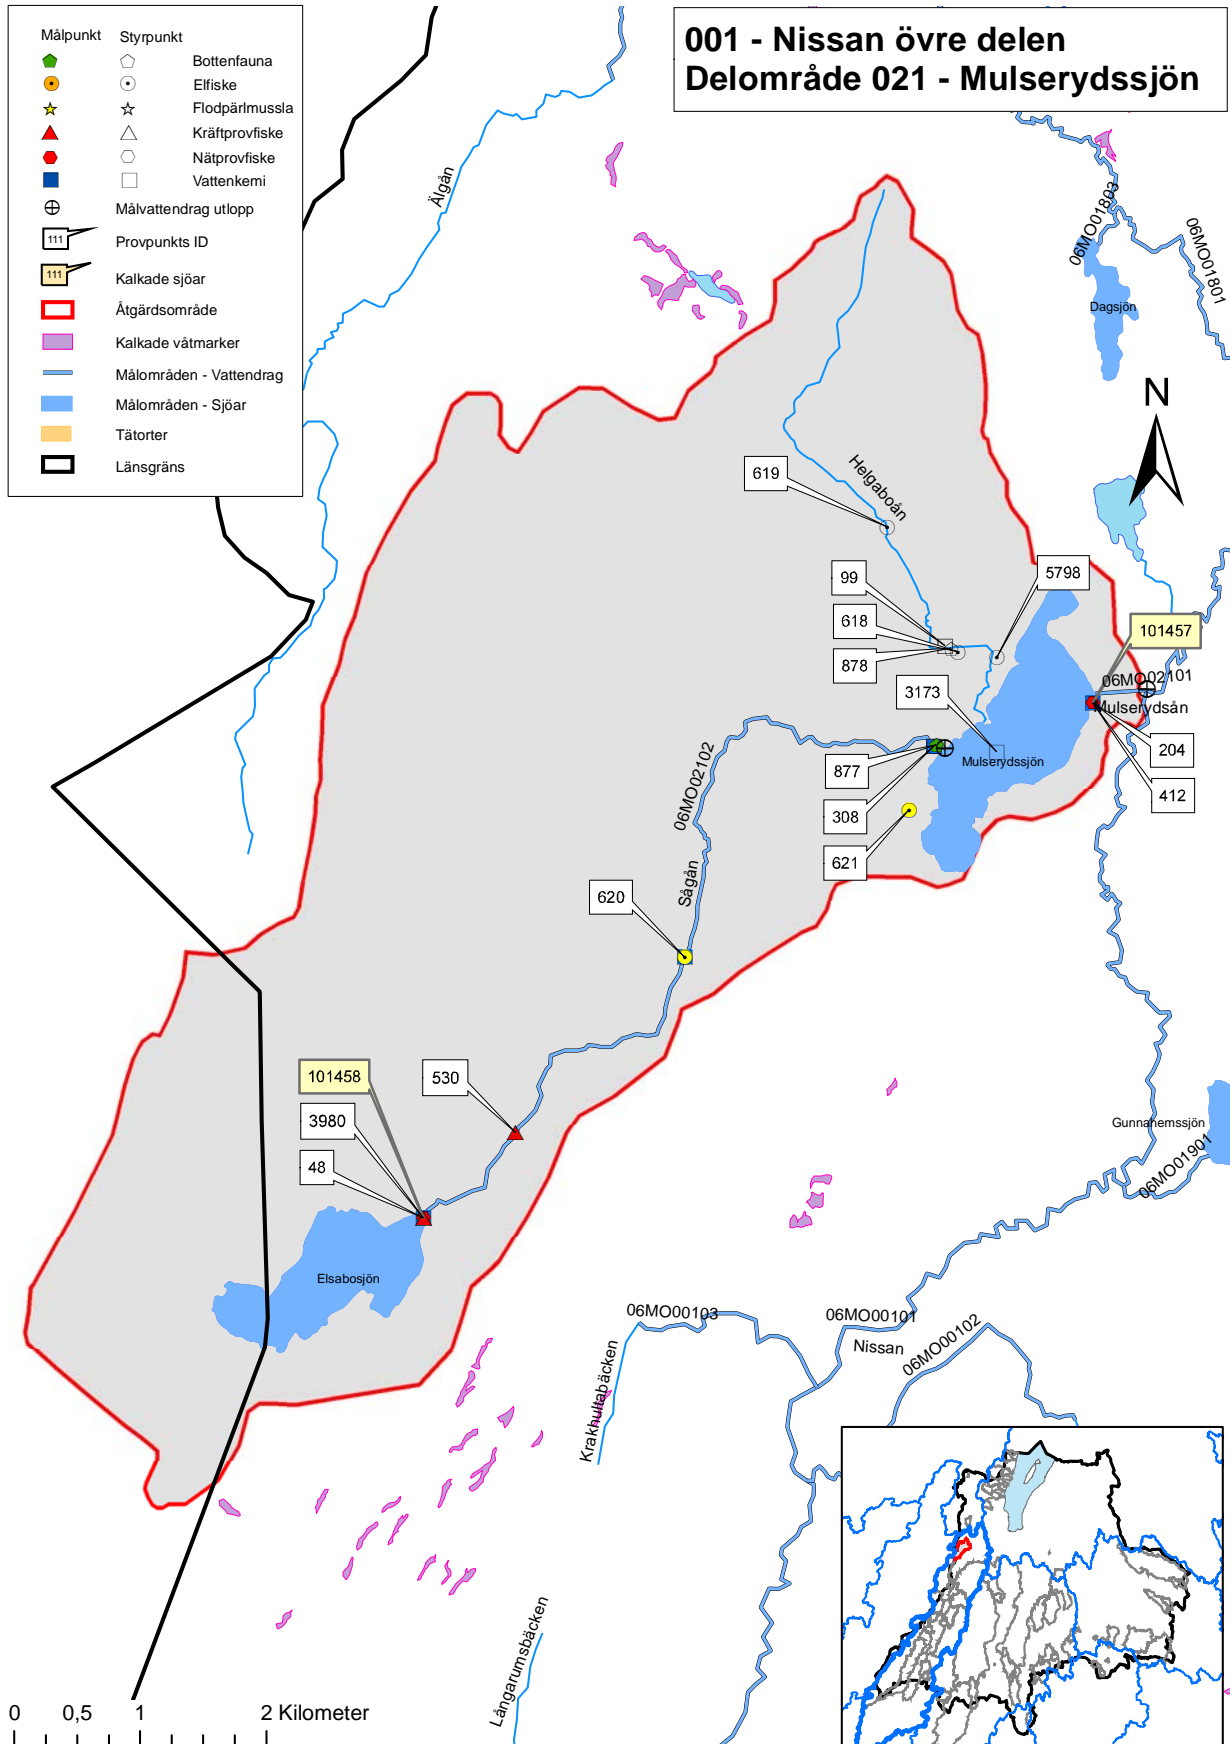 001 - Nissan övre delen
Delområde 021 - Mulserydssjön
Målpunkt Styrpunkt
Bottenfauna
Elfiske
Flodpärlmussla
Kräftprovfiske
Nätprovfiske
Vattenkemi
Målvattendrag utlopp
111 Provpunkts ID
111 Kalkade sjöar
Åtgärdsområde
Kalkade våtmarker
Målområden - Vattendrag
Målområden - Sjöar
Tätorter
Länsgräns
Älgån
06MO01803
06MO01801
Dagsjön
N
619
Helgaboån
99
5798
618
101457
878
3173
06MO02101
Mulserydsån
204
412
06MO02102
877
Mulserydssjön
308
621
Sågån
620
101458
530
3980
48
Elsabosjön
Gunnahemssjön
06MO01901
06MO00103
06MO00101
Nissan
06MO00102
Krakhultabäcken
Långarumsbäcken
0 0,5 1 2 Kilometer